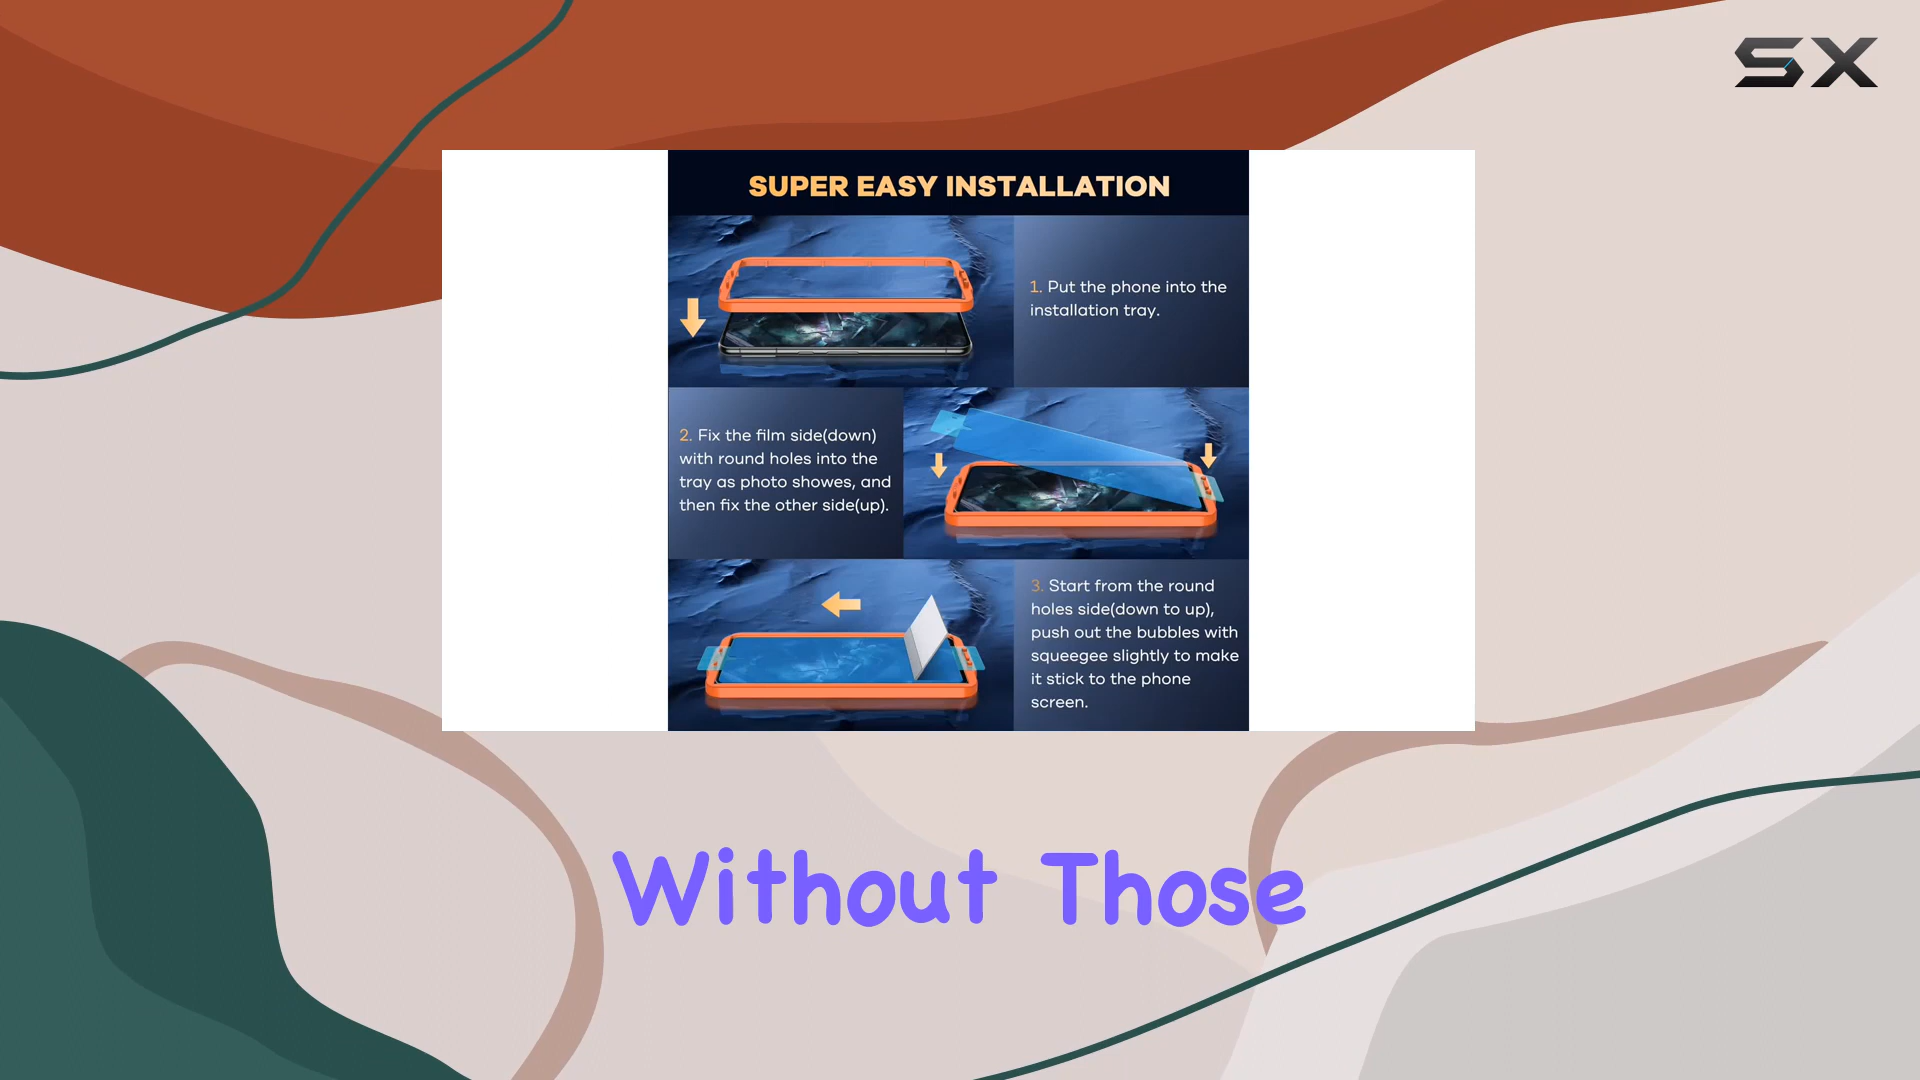 SX
SUPER EASY INSTALLATION
1. Put the phone into the
installation tray.
2. Fix the film side(down)
with round holes into the
tray as photo showes, and
then fix the other side(up).
3. Start from the round
holes side(down to up),
push out the bubbles with
squeegee slightly to make
it stick to the phone
screen.
Without Those